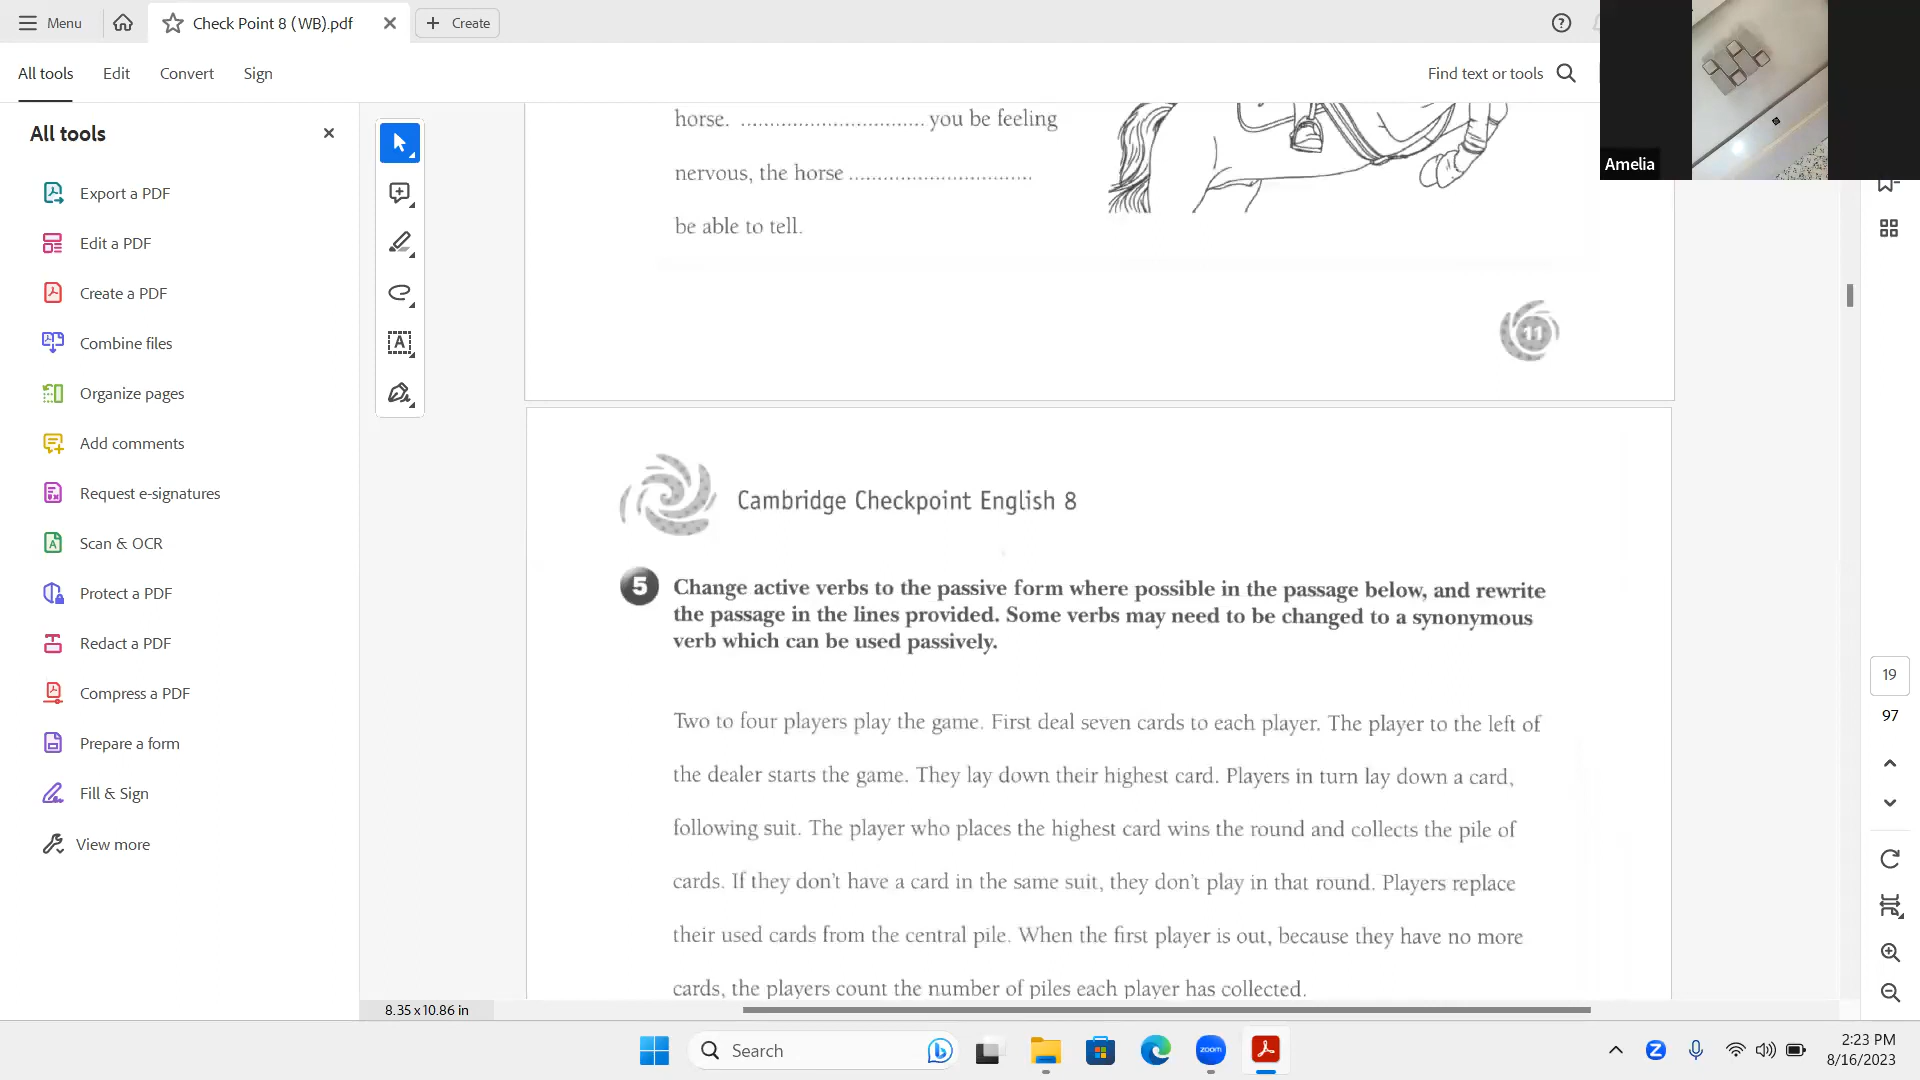 Menu
Check Point 8 (WB).pdf
Create
All tools
Edit
Convert
Sign
Find text or tools
Amelia
All tools
Export a PDF
Edit a PDF
Create a PDF
Combine files
Organize pages
Add comments
Request e-signatures
Scan & OCR
Protect a PDF
Redact a PDF
Compress a PDF
Prepare a form
Fill & Sign
View more
horse. .............................. you be feeling
nervous, the horse ..............................
be able to tell.
11
Cambridge Checkpoint English 8
5 Change active verbs to the passive form where possible in the passage below, and rewrite
the passage in the lines provided. Some verbs may need to be changed to a synonymous
verb which can be used passively.
Two to four players play the game. First deal seven cards to each player. The player to the left of
the dealer starts the game. They lay down their highest card. Players in turn lay down a card,
following suit. The player who places the highest card wins the round and collects the pile of
cards. If they don't have a card in the same suit, they don't play in that round. Players replace
their used cards from the central pile. When the first player is out, because they have no more
cards, the players count the number of piles each player has collected.
19
97
8.35 x 10.86 in
Search
zoom
2:23 PM
8/16/2023